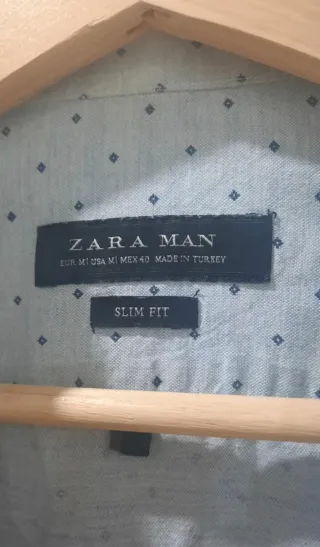 ZARA MAN
EUR M| USA M| MEX 40 MADE IN TURKEY
SLIM FIT